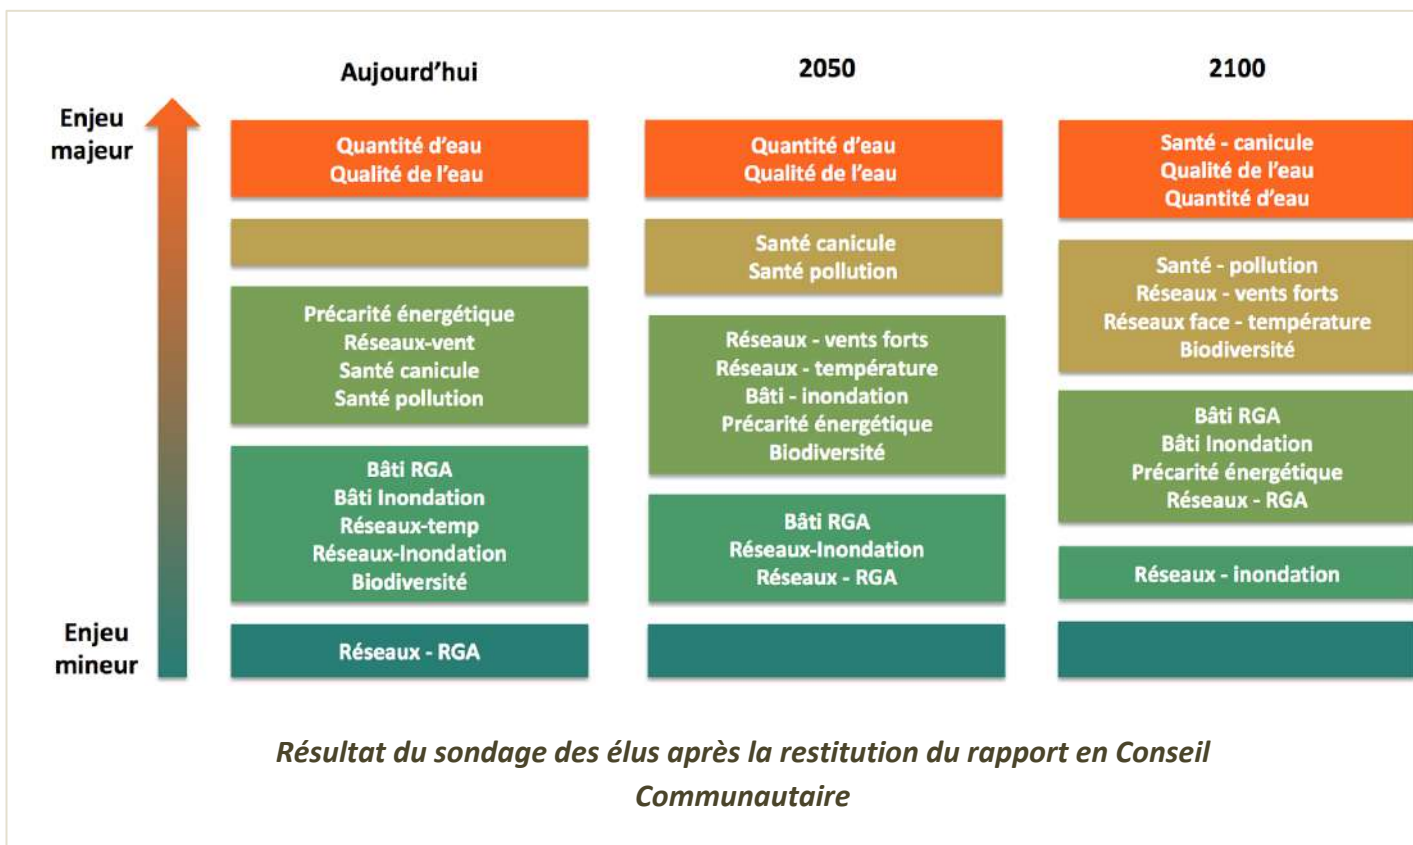 Aujourd'hui
2050
2100
Enjeu
majeur
Quantité d'eau
Qualité de l'eau
Précarité énergétique
Réseaux-vent
Santé canicule
Santé pollution
Bâti RGA
Bâti Inondation
Réseaux-temp
Réseaux-Inondation
Biodiversité
Réseaux - RGA
Quantité d'eau
Qualité de l'eau
Santé canicule
Santé pollution
Réseaux - vents forts
Réseaux - température
Bâti - inondation
Précarité énergétique
Biodiversité
Bâti RGA
Réseaux-Inondation
Réseaux - RGA
Santé - canicule
Qualité de l'eau
Quantité d'eau
Santé - pollution
Réseaux - vents forts
Réseaux face - température
Biodiversité
Bâti RGA
Bâti Inondation
Précarité énergétique
Réseaux - RGA
Réseaux - inondation
Enjeu
mineur
Résultat du sondage des élus après la restitution du rapport en Conseil
Communautaire